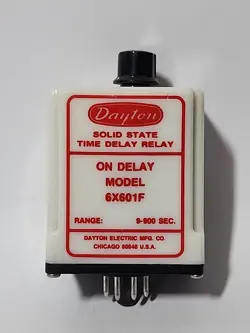 Dayton
SOLID STATE
TIME DELAY RELAY
ON DELAY
MODEL
6X601F
RANGE: 9-900 SEC.
DAYTON ELECTRIC MFG. CO.
CHICAGO 60648 U.S.A.